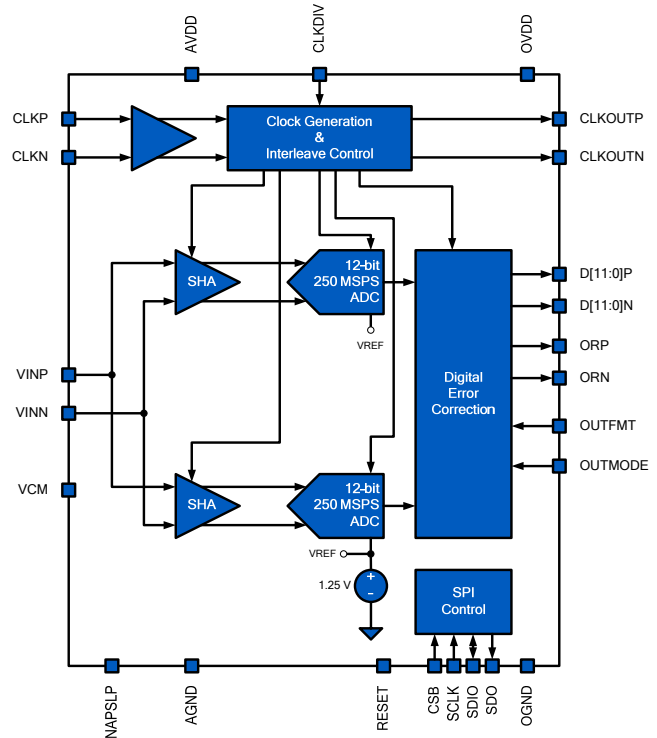 AVDD
CLKDIV
OVDD
CLKP
CLKN
Clock Generation
&
Interleave Control
CLKOUTP
CLKOUTN
SHA
12-bit
250 MSPS
ADC
VREF
D[11:0]P
D[11:0]N
ORP
ORN
OUTFMT
OUTMODE
Digital
Error
Correction
VINP
VINN
VCM
SHA
12-bit
250 MSPS
ADC
VREF
1.25 V
+
–
SPI
Control
NAPSLP
AGND
RESET
CSB
SCLK
SDIO
SDO
OGND